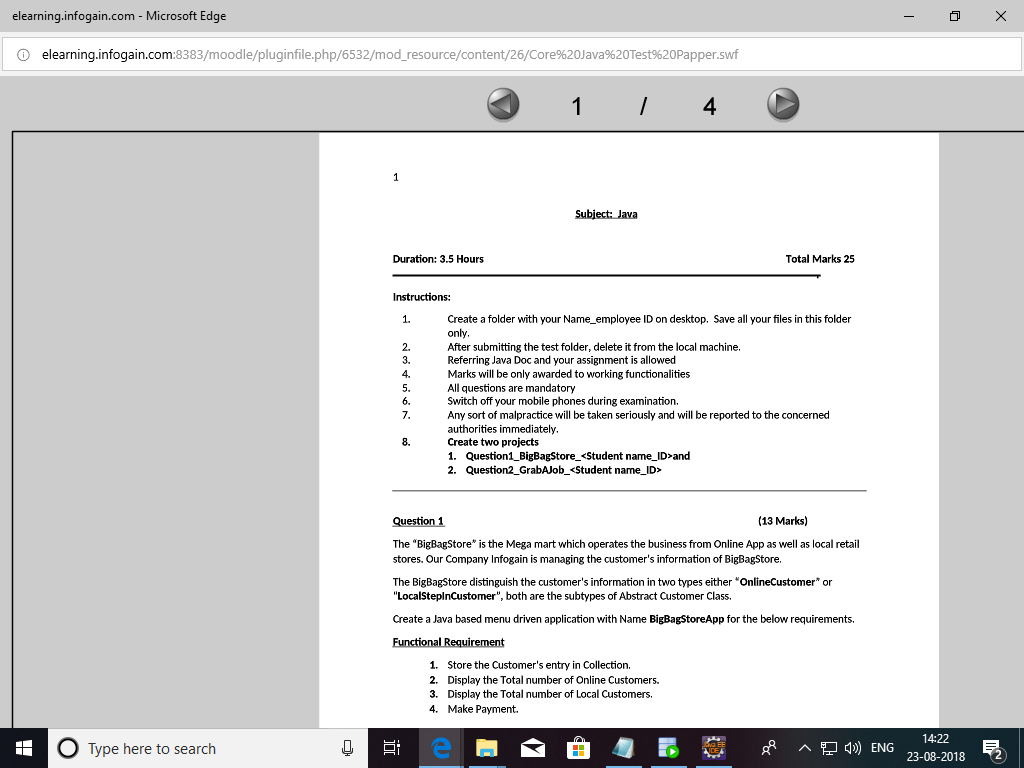 elearning.infogain.com - Microsoft Edge
elearning.infogain.com:8383/moodle/pluginfile.php/6532/mod_resource/content/26/Core%20Java%20Test%20Papper.swf
1 / 4
1
Subject: Java
Duration: 3.5 Hours Total Marks 25
Instructions:
1. Create a folder with your Name_employee ID on desktop. Save all your files in this folder
only.
2. After submitting the test folder, delete it from the local machine.
3. Referring Java Doc and your assignment is allowed
4. Marks will be only awarded to working functionalities
5. All questions are mandatory
6. Switch off your mobile phones during examination.
7. Any sort of malpractice will be taken seriously and will be reported to the concerned
authorities immediately.
8. Create two projects
1. Question1_BigBagStore_<Student name_ID>and
2. Question2_GrabAJob_<Student name_ID>
Question 1 (13 Marks)
The “BigBagStore” is the Mega mart which operates the business from Online App as well as local retail
stores. Our Company Infogain is managing the customer's information of BigBagStore.
The BigBagStore distinguish the customer's information in two types either “OnlineCustomer” or
“LocalStepInCustomer”, both are the subtypes of Abstract Customer Class.
Create a Java based menu driven application with Name BigBagStoreApp for the below requirements.
Functional Requirement
1. Store the Customer's entry in Collection.
2. Display the Total number of Online Customers.
3. Display the Total number of Local Customers.
4. Make Payment.
Type here to search
ENG
14:22
23-08-2018
2